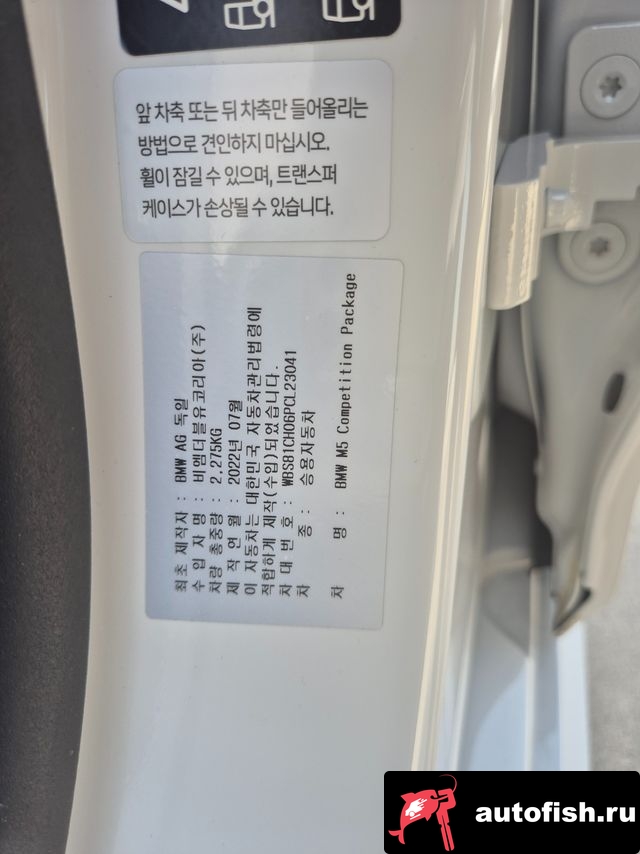 앞 차축 또는 뒤 차축만 들어올리는
방법으로 견인하지 마십시오.
휠이 잠길 수 있으며, 트랜스퍼
케이스가 손상될 수 있습니다.
최초 제작자 : BMW AG 독일
수 입 자 명 : 비엠더블유코리아(주)
차량 총중량 : 2,275KG
제 작 연 월 : 2022년 07월
이 자동차는 대한민국 자동차관리법령에
적합하게 제작(수입)되었습니다.
차 대 번 호 : WBS81CH06PCL23041
차 종 : 승용자동차
차 명 : BMW M5 Competition Package
autofish.ru